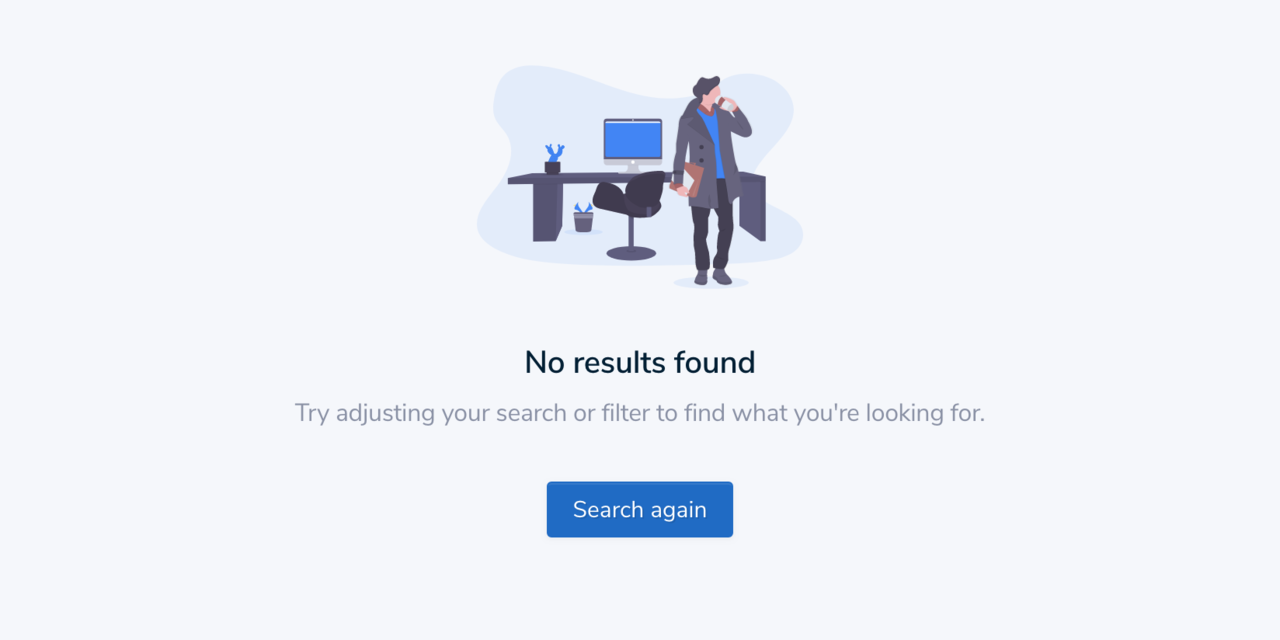 No results found
Try adjusting your search or filter to find what you're looking for.
Search again